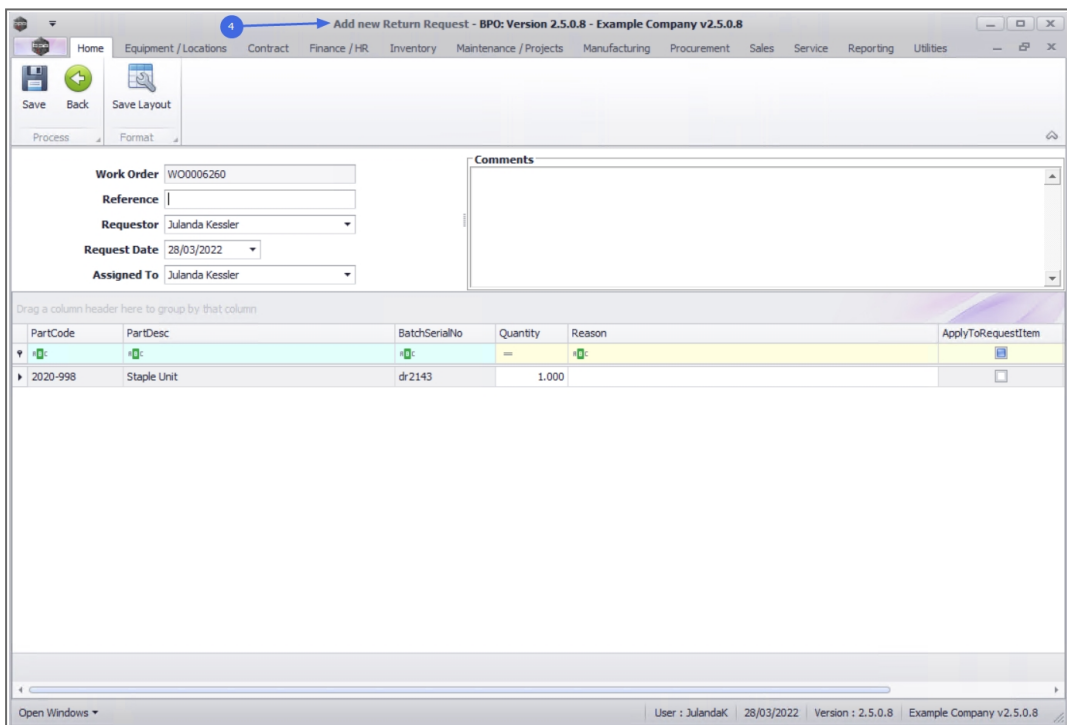 4
Add new Return Request - BPO: Version 2.5.0.8 - Example Company v2.5.0.8
Home Equipment / Locations Contract Finance / HR Inventory Maintenance / Projects Manufacturing Procurement Sales Service Reporting Utilities
Save Back Save Layout
Process Format
Work Order WO0006260
Reference
Requestor Julanda Kessler
Request Date 28/03/2022
Assigned To Julanda Kessler
Comments
Drag a column header here to group by that column
PartCode PartDesc BatchSerialNo Quantity Reason ApplyToRequestItem
=
2020-998 Staple Unit dr2143 1.000
Open Windows User : JulandaK 28/03/2022 Version : 2.5.0.8 Example Company v2.5.0.8